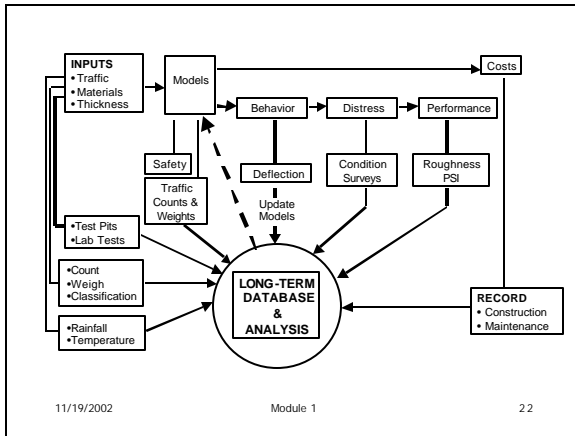 INPUTS
• Traffic
• Materials
• Thickness
Models
Costs
Behavior
Distress
Performance
Safety
Deflection
Condition
Surveys
Roughness
PSI
Traffic
Counts &
Weights
Update
Models
•Test Pits
•Lab Tests
•Count
•Weigh
•Classification
•Rainfall
•Temperature
LONG-TERM
DATABASE
&
ANALYSIS
RECORD
• Construction
• Maintenance
11/19/2002
Module 1
22